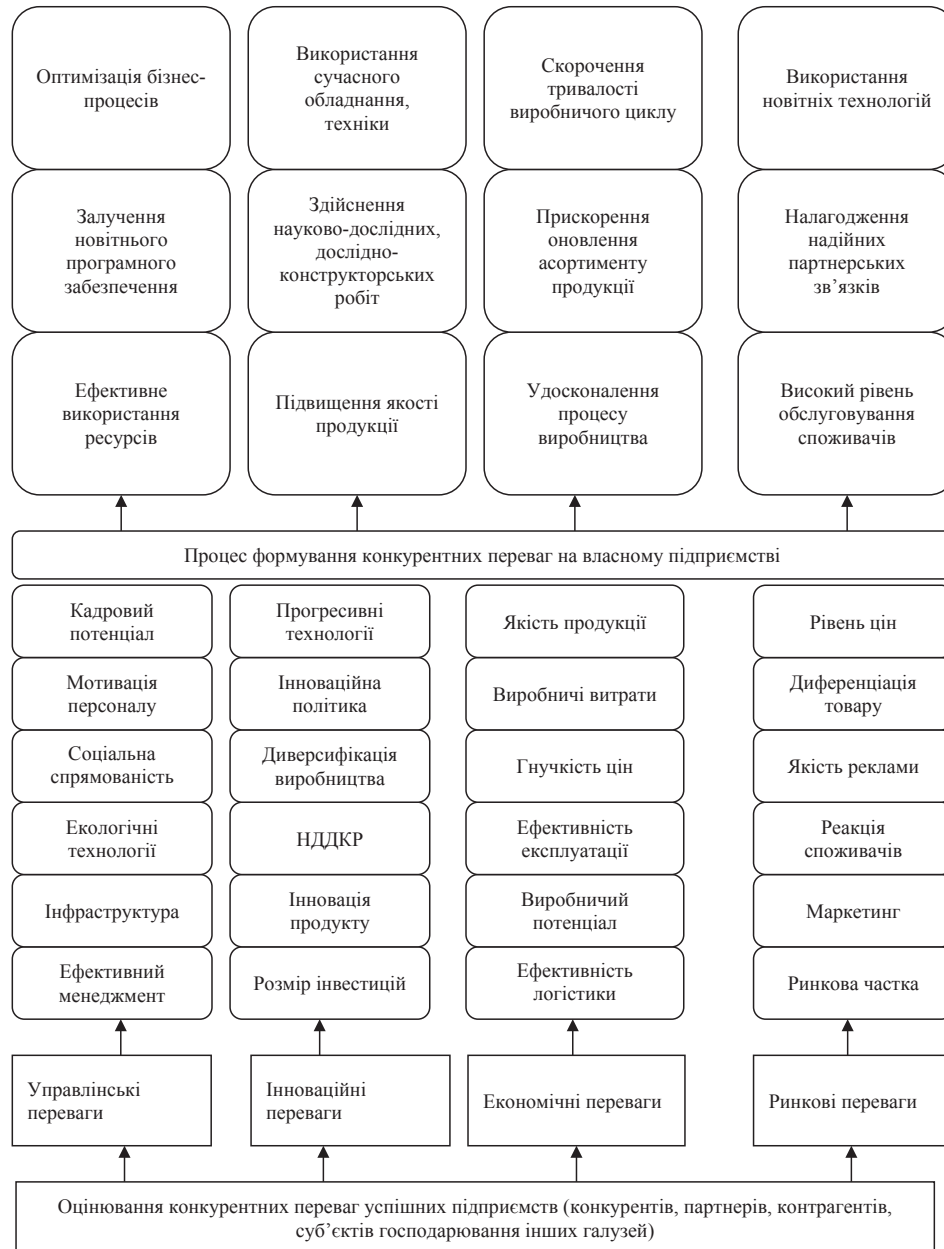 Оптимізація бізнес-
процесів
Використання
сучасного
обладнання,
техніки
Скорочення
тривалості
виробничого циклу
Використання
новітніх технологій
Залучення
новітнього
програмного
забезпечення
Здійснення
науково-дослідних,
дослідно-
конструкторських
робіт
Прискорення
оновлення
асортименту
продукції
Налагодження
надійних
партнерських
зв’язків
Ефективне
використання
ресурсів
Підвищення якості
продукції
Удосконалення
процесу
виробництва
Високий рівень
обслуговування
споживачів
Процес формування конкурентних переваг на власному підприємстві
Кадровий
потенціал
Прогресивні
технології
Якість продукції
Рівень цін
Мотивація
персоналу
Інноваційна
політика
Виробничі витрати
Диференціація
товару
Соціальна
спрямованість
Диверсифікація
виробництва
Гнучкість цін
Якість реклами
Екологічні
технології
НДДКР
Ефективність
експлуатації
Реакція
споживачів
Інфраструктура
Інновація
продукту
Виробничий
потенціал
Маркетинг
Ефективний
менеджмент
Розмір інвестицій
Ефективність
логістики
Ринкова частка
Управлінські
переваги
Інноваційні
переваги
Економічні переваги
Ринкові переваги
Оцінювання конкурентних переваг успішних підприємств (конкурентів, партнерів, контрагентів,
суб’єктів господарювання інших галузей)